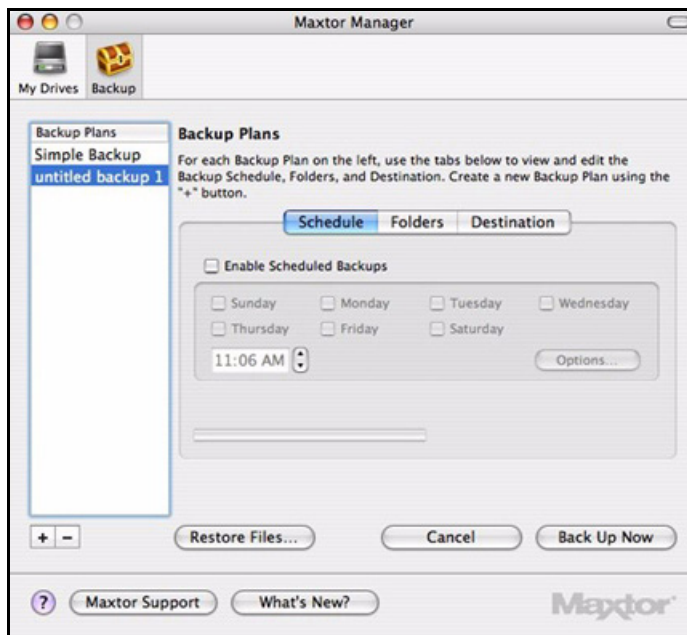 Maxtor Manager
My Drives Backup
Backup Plans
Simple Backup
untitled backup 1
Backup Plans
For each Backup Plan on the left, use the tabs below to view and edit the
Backup Schedule, Folders, and Destination. Create a new Backup Plan using the
"+" button.
Schedule Folders Destination
Enable Scheduled Backups
Sunday Monday Tuesday Wednesday
Thursday Friday Saturday
11:06 AM Options...
+ −
Restore Files... Cancel Back Up Now
? Maxtor Support What's New? Maxtor